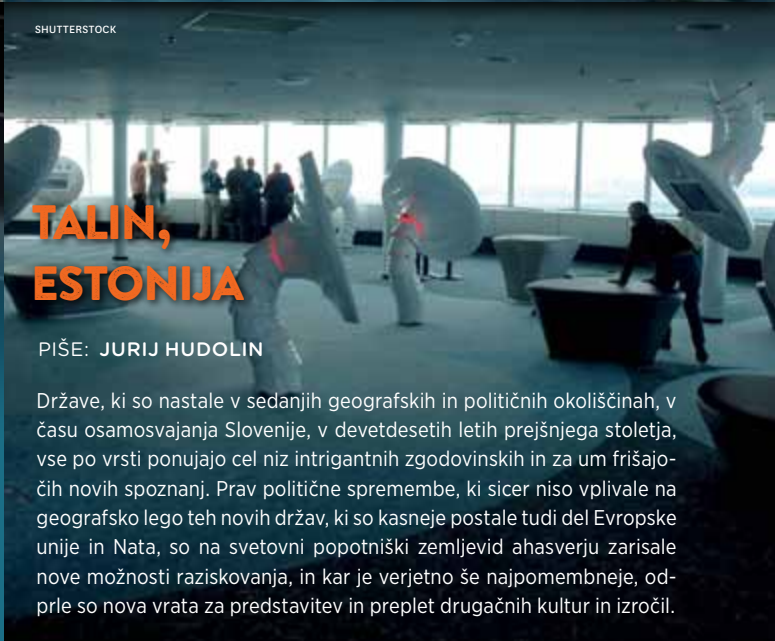 SHUTTERSTOCK
TALIN,
ESTONIJA
PIŠE: JURIJ HUDOLIN
Države, ki so nastale v sedanjih geografskih in političnih okoliščinah, v
času osamosvajanja Slovenije, v devetdesetih letih prejšnjega stoletja,
vse po vrsti ponujajo cel niz intrigantnih zgodovinskih in za um frišajo-
čih novih spoznanj. Prav politične spremembe, ki sicer niso vplivale na
geografsko lego teh novih držav, ki so kasneje postale tudi del Evropske
unije in Nata, so na svetovni popotniški zemljevid ahasverju zarisale
nove možnosti raziskovanja, in kar je verjetno še najpomembneje, od-
prle so nova vrata za predstavitev in preplet drugačnih kultur in izročil.